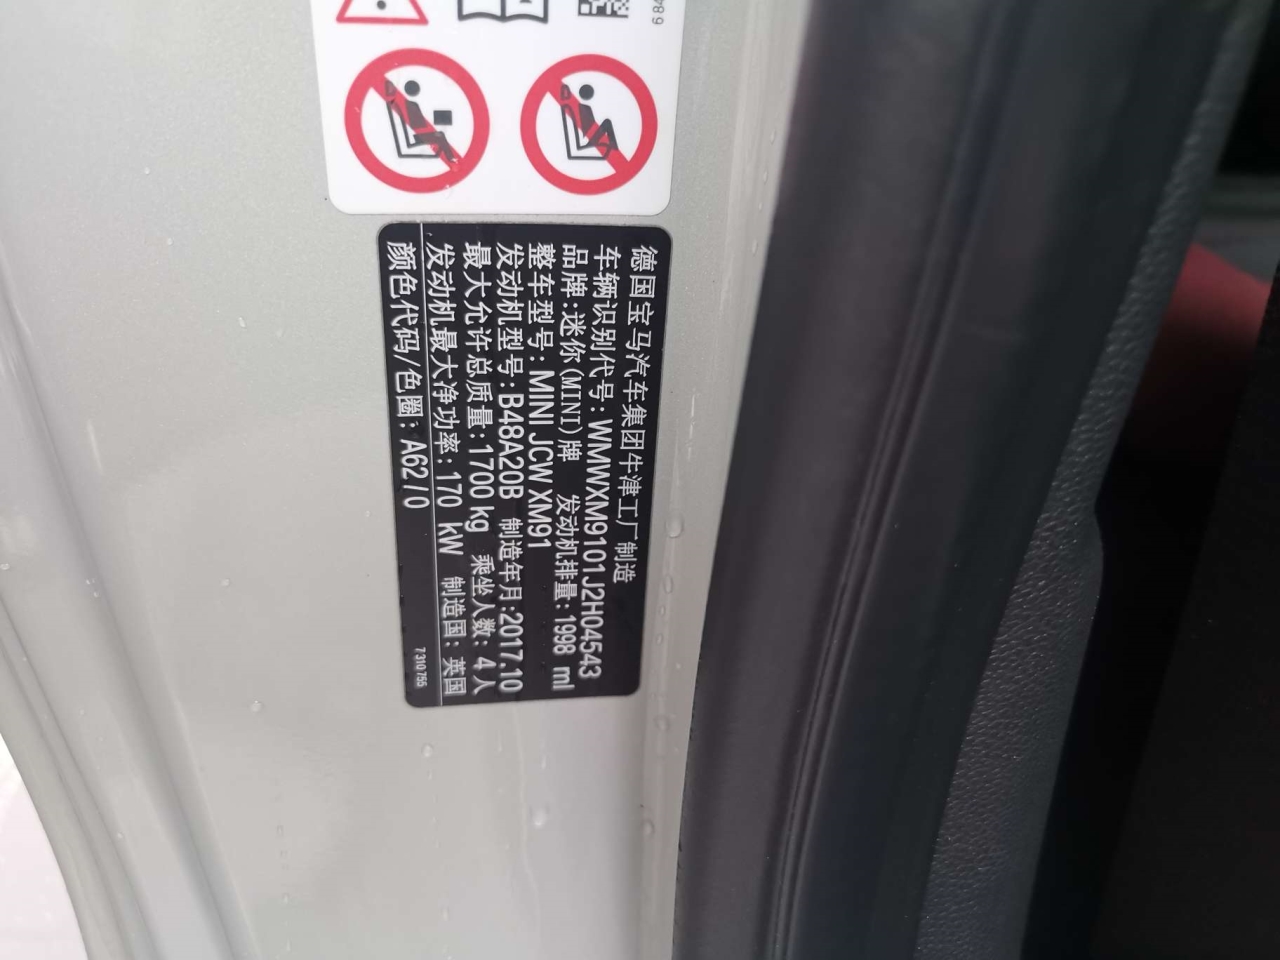 德国宝马汽车集团牛津工厂制造
车辆识别代号:WMWXM9101J2H04543
品牌:迷你(MINI)牌 发动机排量:1998 ml
整车型号:MINI JCW XM91
发动机型号:B48A20B 制造年月:2017.10
最大允许总质量:1700 kg 乘坐人数:4人
发动机最大净功率:170 kW 制造国:英国
颜色代码/色圈:A62/0
7 310 755